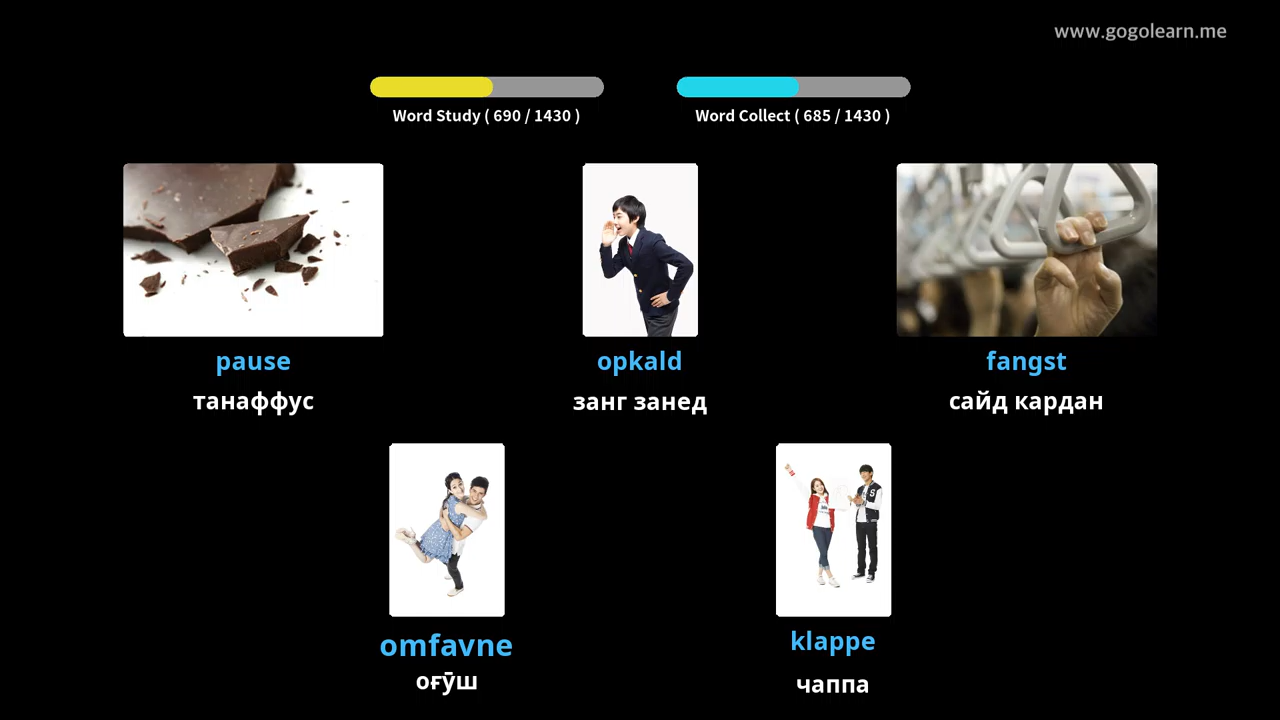 www.gogolearn.me
Word Study ( 690 / 1430 )
Word Collect ( 685 / 1430 )
pause
opkald
fangst
танаффус
занг занед
сайд кардан
omfavne
klappe
оғӯш
чаппа